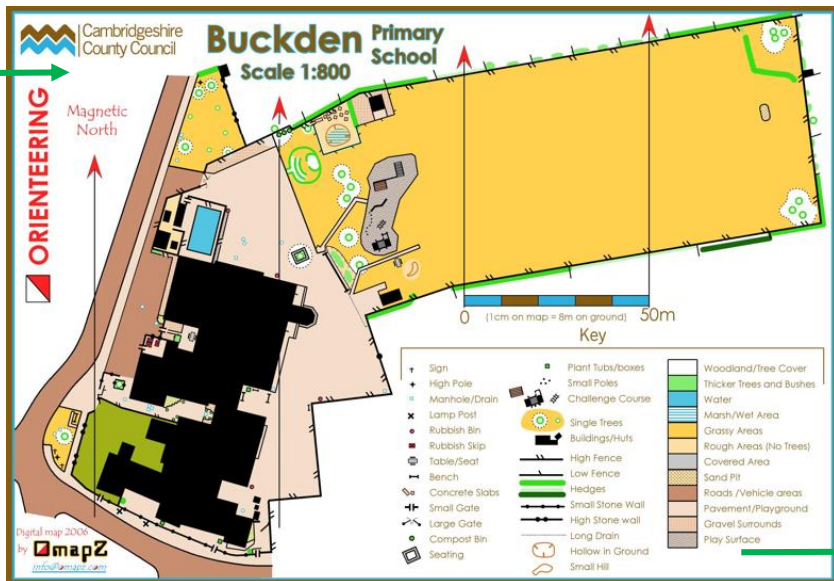 Cambridgeshire
County Council
Buckden Primary
School
Scale 1:800
ORIENTEERING
Magnetic
North
0 (1cm on map = 8m on ground) 50m
Key
Sign
High Pole
Manhole/Drain
Lamp Post
Rubbish Bin
Rubbish Skip
Table/Seat
Bench
Concrete Slabs
Small Gate
Large Gate
Compost Bin
Seating
Plant Tubs/boxes
Small Poles
Challenge Course
Single Trees
Buildings/Huts
High Fence
Low Fence
Hedges
Small Stone Wall
High Stone wall
Long Drain
Hollow in Ground
Small Hill
Woodland/Tree Cover
Thicker Trees and Bushes
Water
Marsh/Wet Area
Grassy Areas
Rough Areas (No Trees)
Covered Area
Sand Pit
Roads /Vehicle areas
Pavement/Playground
Gravel Surrounds
Play Surface
Digital map 2006
by OmapZ
info@omapz.com